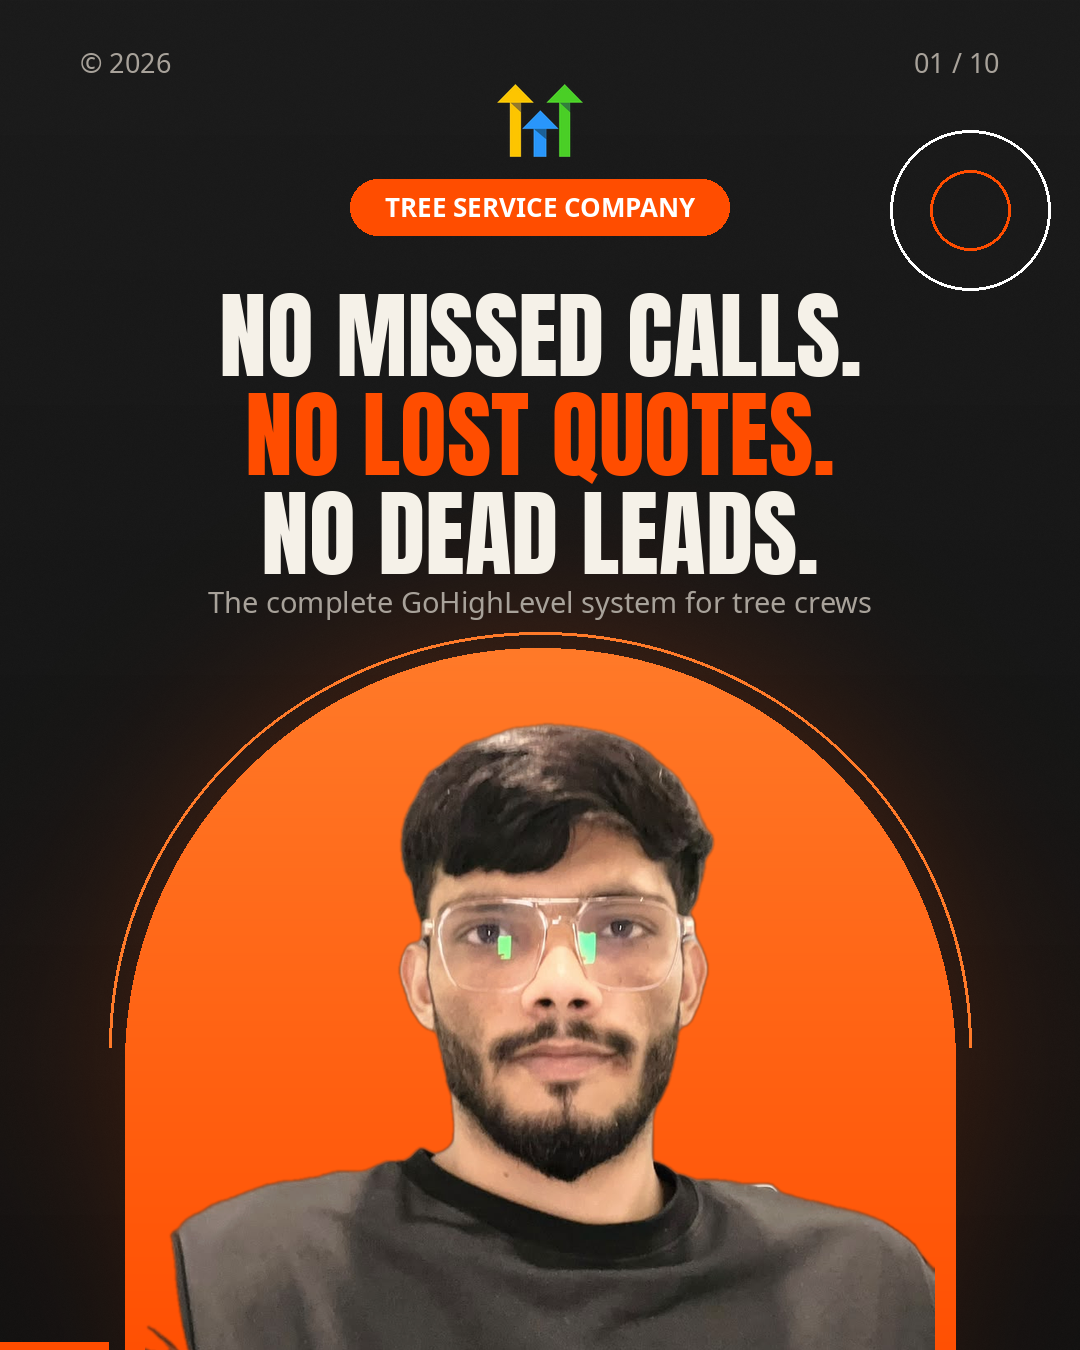 © 2026
01 / 10
TREE SERVICE COMPANY
NO MISSED CALLS.
NO LOST QUOTES.
NO DEAD LEADS.
The complete GoHighLevel system for tree crews